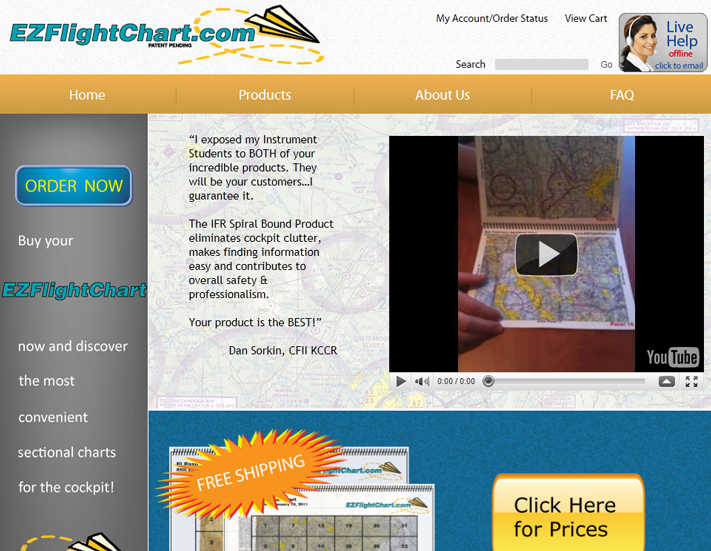 EZFlightChart.com
PATENT PENDING
My Account/Order Status
View Cart
Search
Go
Live
Help
offline
click to email
Home
Products
About Us
FAQ
ORDER NOW
Buy your
EZFlightChart
now and discover
the most
convenient
sectional charts
for the cockpit!
“I exposed my Instrument
Students to BOTH of your
incredible products. They
will be your customers...I
guarantee it.
The IFR Spiral Bound Product
eliminates cockpit clutter,
makes finding information
easy and contributes to
overall safety &
professionalism.
Your product is the BEST!”
Dan Sorkin, CFII KCCR
YouTube
0:00 / 0:00
FREE SHIPPING
FlightChart.com
EZFlightChart.com
Click Here
for Prices